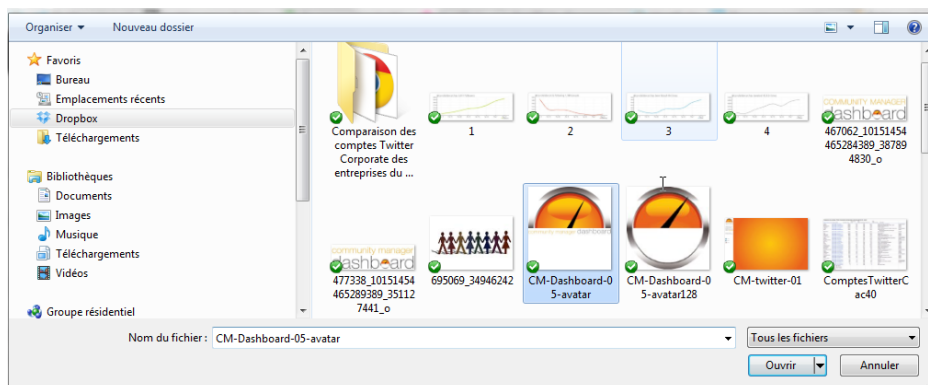 Organiser
Nouveau dossier
Favoris
Bureau
Emplacements récents
Dropbox
Téléchargements
Bibliothèques
Documents
Images
Musique
Téléchargements
Vidéos
Groupe résidentiel
Comparaison des
comptes Twitter
Corporate des
entreprises du ...
1
2
3
4
COMMUNITY MANAGER
dashboard
467062_10151454
465284389_38789
4830_o
community manager
dashboard
477338_10151454
465289389_35112
7441_o
695069_34946242
community manager dashboard
CM-Dashboard-0
5-avatar
CM-Dashboard-0
5-avatar128
CM-twitter-01
ComptesTwitterC
ac40
Nom du fichier :
CM-Dashboard-05-avatar
Tous les fichiers
Ouvrir
Annuler